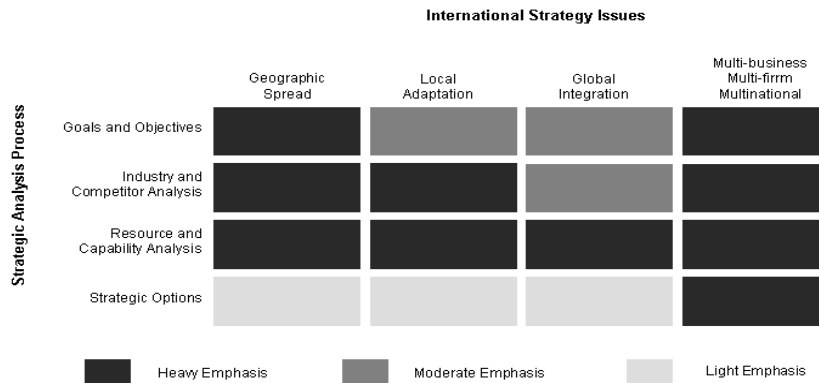 International Strategy Issues
Geographic
Spread
Local
Adaptation
Global
Integration
Multi-business
Multi-firrm
Multinational
Strategic Analysis Process
Goals and Objectives
Industry and
Competitor Analysis
Resource and
Capability Analysis
Strategic Options
Heavy Emphasis
Moderate Emphasis
Light Emphasis